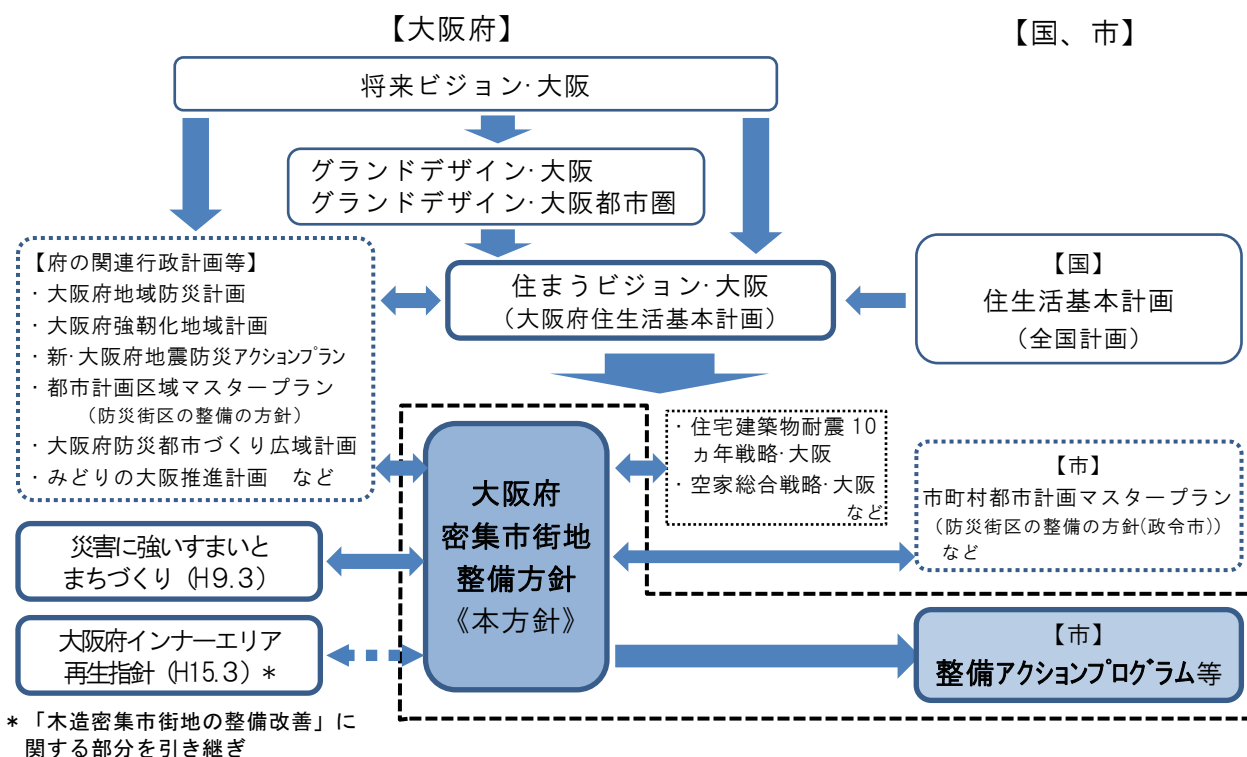 【大阪府】
【国、市】
将来ビジョン・大阪
グランドデザイン・大阪
グランドデザイン・大阪都市圏
【府の関連行政計画等】
・大阪府地域防災計画
・大阪府強靭化地域計画
・新・大阪府地震防災アクションプラン
・都市計画区域マスタープラン
（防災街区の整備の方針）
・大阪府防災都市づくり広域計画
・みどりの大阪推進計画　など
住まうビジョン・大阪
（大阪府住生活基本計画）
【国】
住生活基本計画
（全国計画）
・住宅建築物耐震 10
ヵ年戦略・大阪
・空家総合戦略・大阪
など
【市】
市町村都市計画マスタープラン
（防災街区の整備の方針(政令市)）
など
大阪府
密集市街地
整備方針
《本方針》
災害に強いすまいと
まちづくり（H9.3）
大阪府インナーエリア
再生指針（H15.3）*
【市】
整備アクションプログラム等
* 「木造密集市街地の整備改善」に
関する部分を引き継ぎ